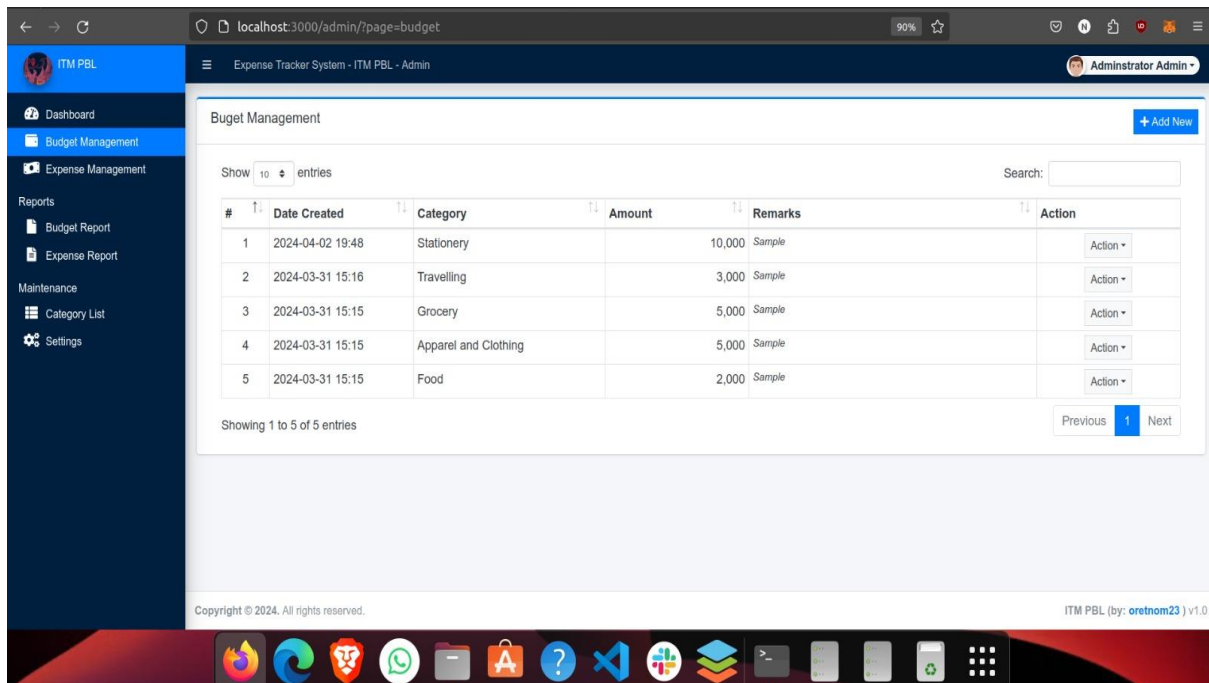 localhost:3000/admin/?page=budget 90%
ITM PBL
Expense Tracker System - ITM PBL - Admin
Adminstrator Admin
Dashboard
Budget Management
Expense Management
Reports
Budget Report
Expense Report
Maintenance
Category List
Settings
Buget Management
+ Add New
Show 10 entries
Search:
# Date Created Category Amount Remarks Action
1 2024-04-02 19:48 Stationery 10,000 Sample Action
2 2024-03-31 15:16 Travelling 3,000 Sample Action
3 2024-03-31 15:15 Grocery 5,000 Sample Action
4 2024-03-31 15:15 Apparel and Clothing 5,000 Sample Action
5 2024-03-31 15:15 Food 2,000 Sample Action
Showing 1 to 5 of 5 entries
Previous 1 Next
Copyright © 2024. All rights reserved.
ITM PBL (by: oretnom23 ) v1.0